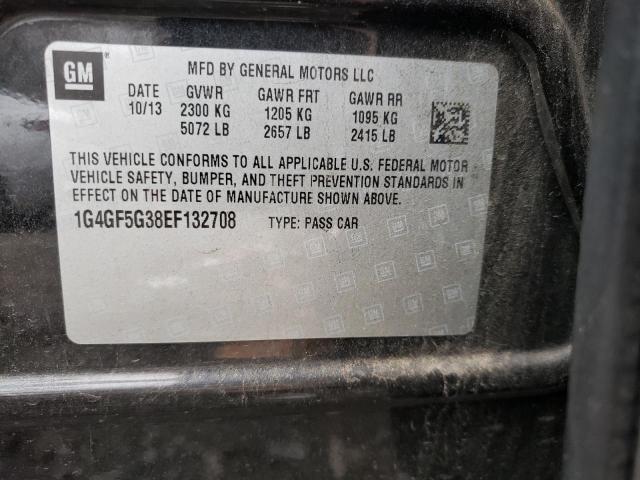 GM
MFD BY GENERAL MOTORS LLC
DATE GVWR GAWR FRT GAWR RR
10/13 2300 KG 1205 KG 1095 KG
5072 LB 2657 LB 2415 LB
THIS VEHICLE CONFORMS TO ALL APPLICABLE U.S. FEDERAL MOTOR
VEHICLE SAFETY, BUMPER, AND THEFT PREVENTION STANDARDS IN
EFFECT ON THE DATE OF MANUFACTURE SHOWN ABOVE.
1G4GF5G38EF132708 TYPE: PASS CAR